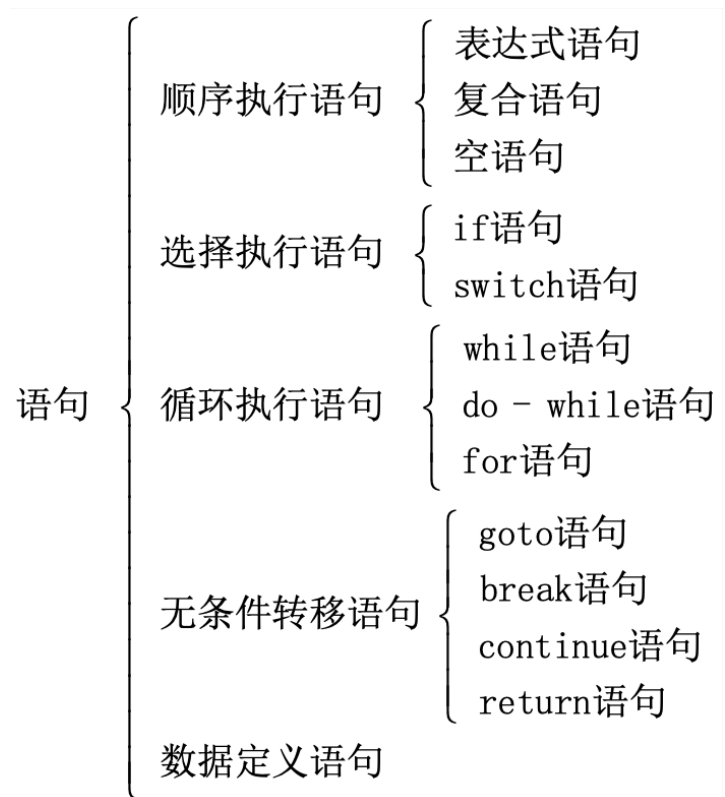 语句
顺序执行语句
表达式语句
复合语句
空语句
选择执行语句
if语句
switch语句
循环执行语句
while语句
do - while语句
for语句
无条件转移语句
goto语句
break语句
continue语句
return语句
数据定义语句